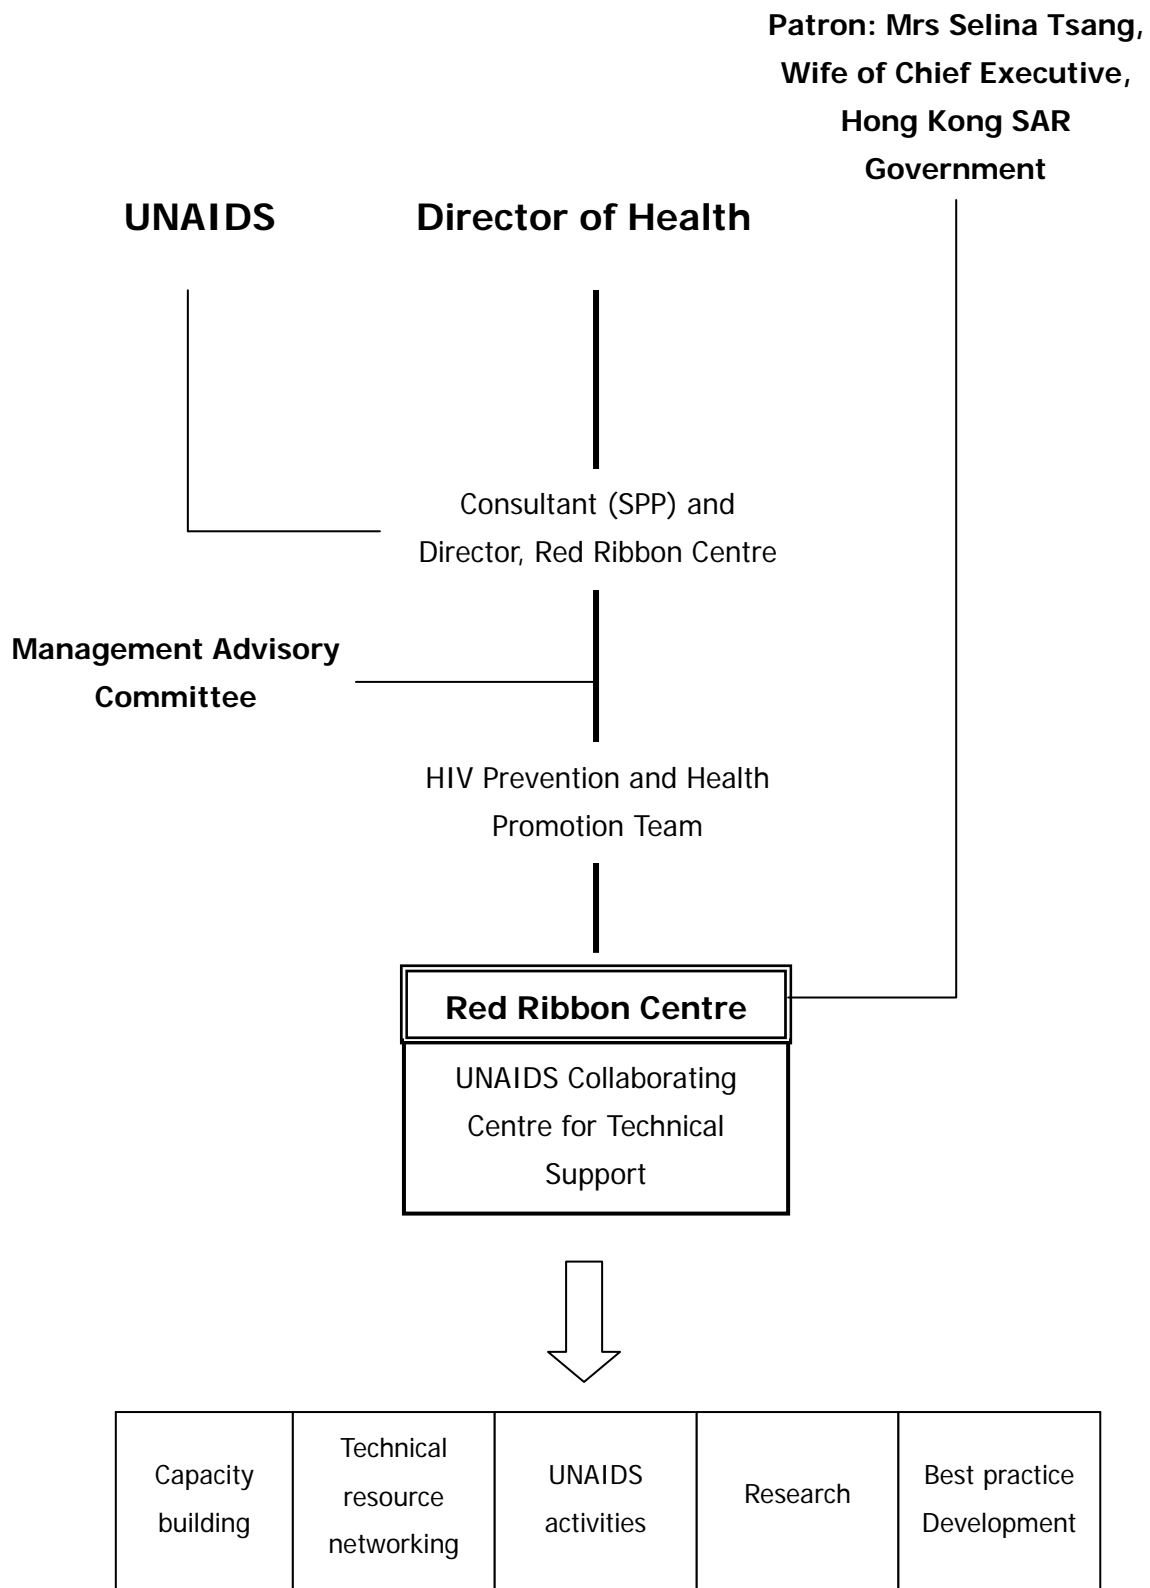 Patron: Mrs Selina Tsang,
Wife of Chief Executive,
Hong Kong SAR
Government
UNAIDS
Director of Health
Consultant (SPP) and
Director, Red Ribbon Centre
Management Advisory
Committee
HIV Prevention and Health
Promotion Team
Red Ribbon Centre
UNAIDS Collaborating
Centre for Technical
Support
Capacity
building
Technical
resource
networking
UNAIDS
activities
Research
Best practice
Development